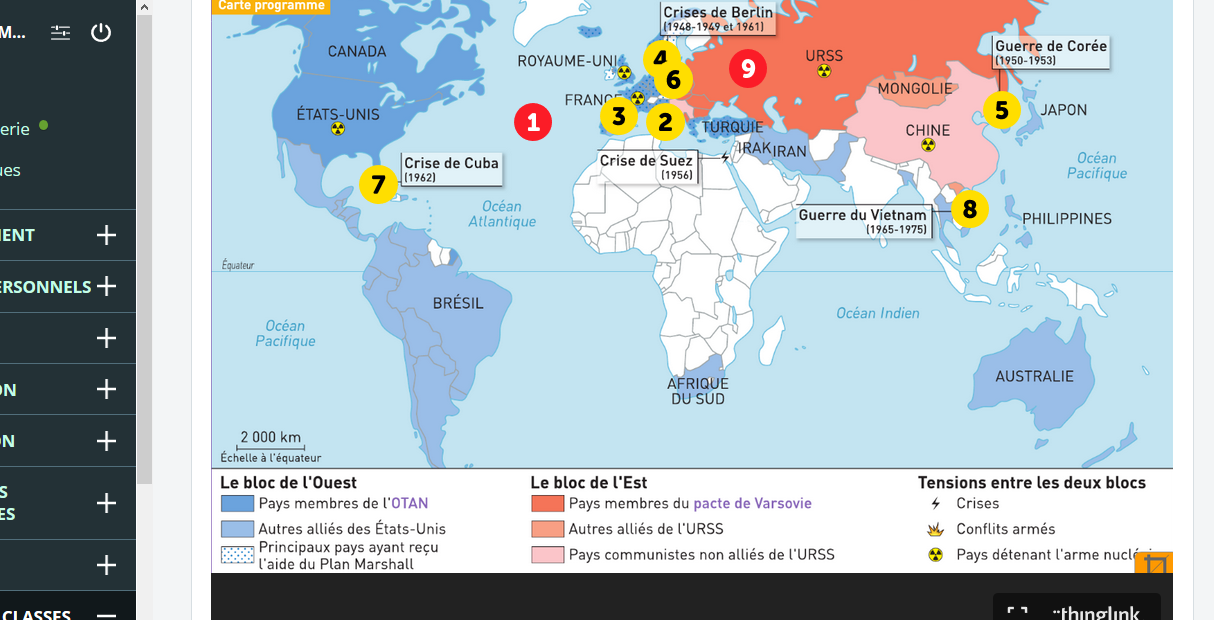 M...
erie
ues
IENT
ERSONNELS
ON
ON
S
ES
CLASSES
Carte programme
Crises de Berlin
(1948-1949 et 1961)
CANADA
ROYAUME-UNI
4
URSS
Guerre de Corée
(1950-1953)
9
6
MONGOLIE
FRANCE
ÉTATS-UNIS
3
1
2
5
JAPON
TURQUIE
CHINE
IRAK
IRAN
Crise de Cuba
(1962)
Crise de Suez
(1956)
Océan
Pacifique
7
Océan
Atlantique
Guerre du Vietnam
(1965-1975)
8
PHILIPPINES
Équateur
BRÉSIL
Océan Indien
Océan
Pacifique
AFRIQUE
DU SUD
AUSTRALIE
2 000 km
Échelle à l'équateur
Le bloc de l'Ouest
Pays membres de l'OTAN
Autres alliés des États-Unis
Principaux pays ayant reçu
l'aide du Plan Marshall
Le bloc de l'Est
Pays membres du pacte de Varsovie
Autres alliés de l'URSS
Pays communistes non alliés de l'URSS
Tensions entre les deux blocs
Crises
Conflits armés
Pays détenant l'arme nuclé
thinglink